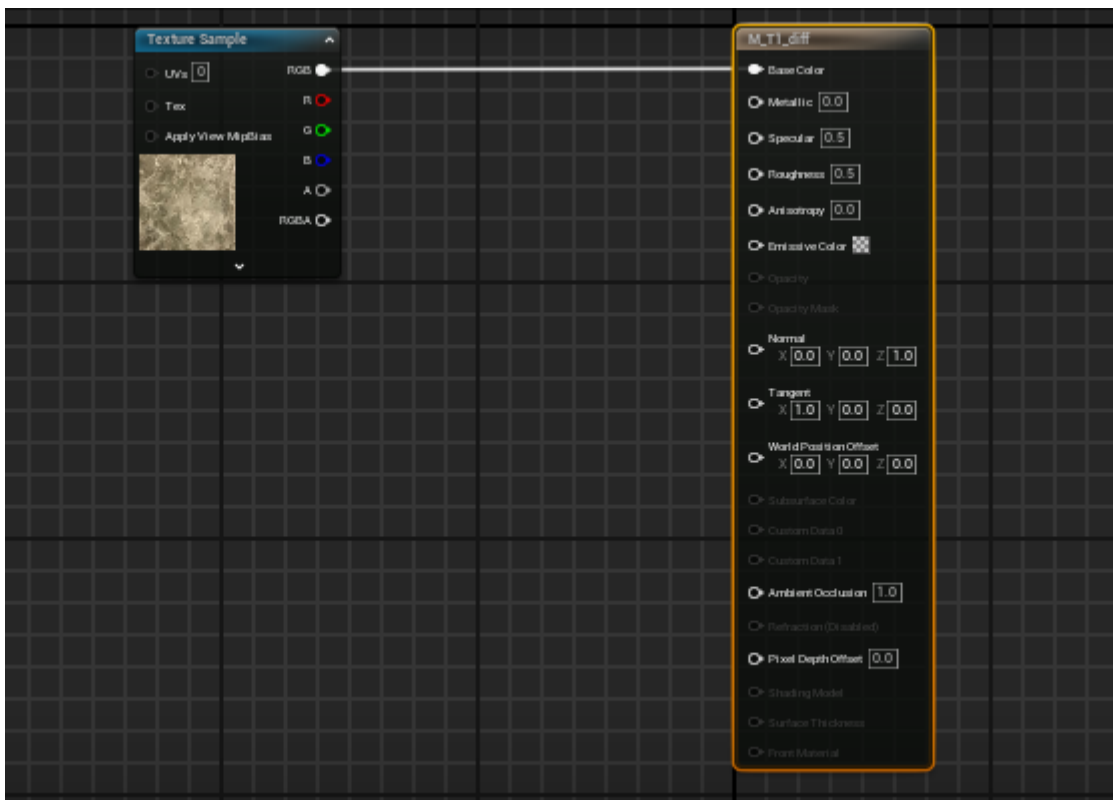 Texture Sample
UVs 0
RGB
Tex
R
Apply View MipBias
G
B
A
RGBA
M_T1_diff
Base Color
Metallic 0.0
Specular 0.5
Roughness 0.5
Anisotropy 0.0
Emissive Color
Opacity
Opacity Mask
Normal
X 0.0 Y 0.0 Z 1.0
Tangent
X 1.0 Y 0.0 Z 0.0
World Position Offset
X 0.0 Y 0.0 Z 0.0
Subsurface Color
Custom Data 0
Custom Data 1
Ambient Occlusion 1.0
Refraction (Disabled)
Pixel Depth Offset 0.0
Shading Model
Surface Thickness
Front Material